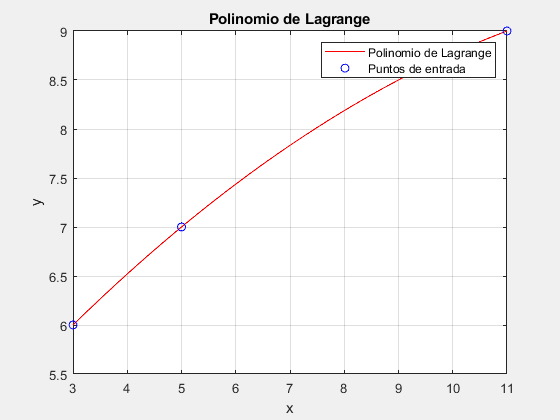 Polinomio de Lagrange
Polinomio de Lagrange
Puntos de entrada
9
8.5
8
7.5
7
6.5
6
5.5
y
3 4 5 6 7 8 9 10 11
x